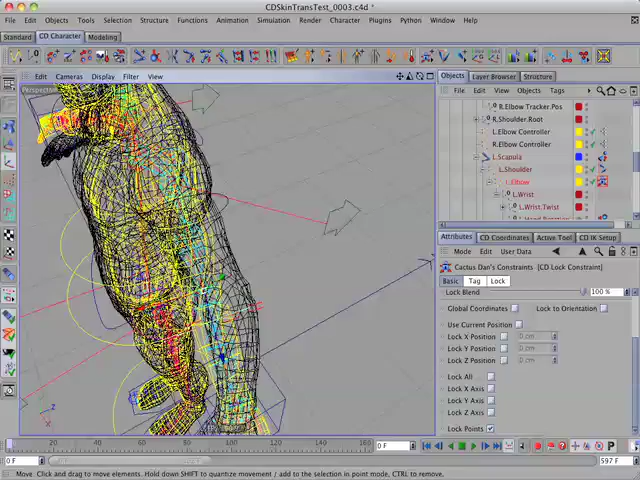 CDSkinTransTest_0003.c4d *
File Edit Objects Tools Selection Structure Functions Animation Simulation Render Character Plugins Python Window Help
Standard CD Character Modeling
Edit Cameras Display Filter View
Perspective
Objects Layer Browser Structure
File Edit View Objects Tags
R.Elbow Tracker.Pos
R.Shoulder.Root
L.Elbow Controller
R.Elbow Controller
L.Scapula
L.Shoulder
L.Elbow
L.Wrist
L.Wrist.Twist
Attributes CD Coordinates Active Tool CD IK Setup
Mode Edit User Data
Cactus Dan's Constraints [CD Lock Constraint]
Basic Tag Lock
Lock Blend 100 %
Global Coordinates Lock to Orientation
Use Current Position
Lock X Position 0 cm
Lock Y Position 0 cm
Lock Z Position 0 cm
Lock All
Lock X Axis
Lock Y Axis
Lock Z Axis
Lock Points
0 20 40 60 80 100 120 140 160 180 200 0 F
0 F 597 F
Move: Click and drag to move elements. Hold down SHIFT to quantize movement / add to the selection in point mode, CTRL to remove.